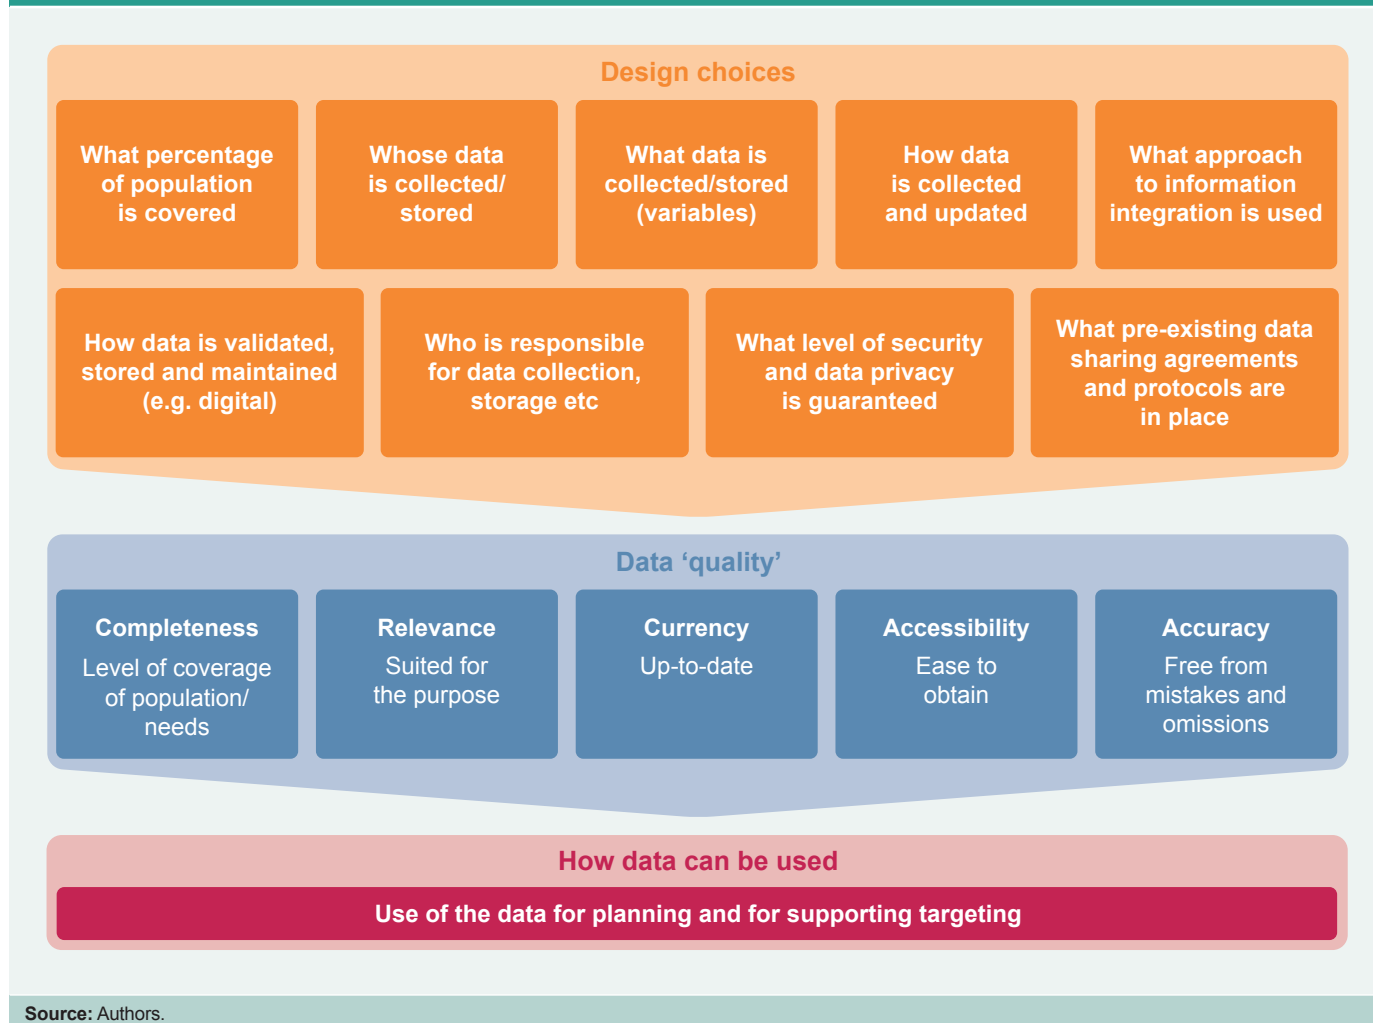 Design choices
What percentage
of population
is covered
Whose data
is collected/
stored
What data is
collected/stored
(variables)
How data
is collected
and updated
What approach
to information
integration is used
How data is validated,
stored and maintained
(e.g. digital)
Who is responsible
for data collection,
storage etc
What level of security
and data privacy
is guaranteed
What pre-existing data
sharing agreements
and protocols are
in place
Data ‘quality’
Completeness
Level of coverage
of population/
needs
Relevance
Suited for
the purpose
Currency
Up-to-date
Accessibility
Ease to
obtain
Accuracy
Free from
mistakes and
omissions
How data can be used
Use of the data for planning and for supporting targeting
Source: Authors.